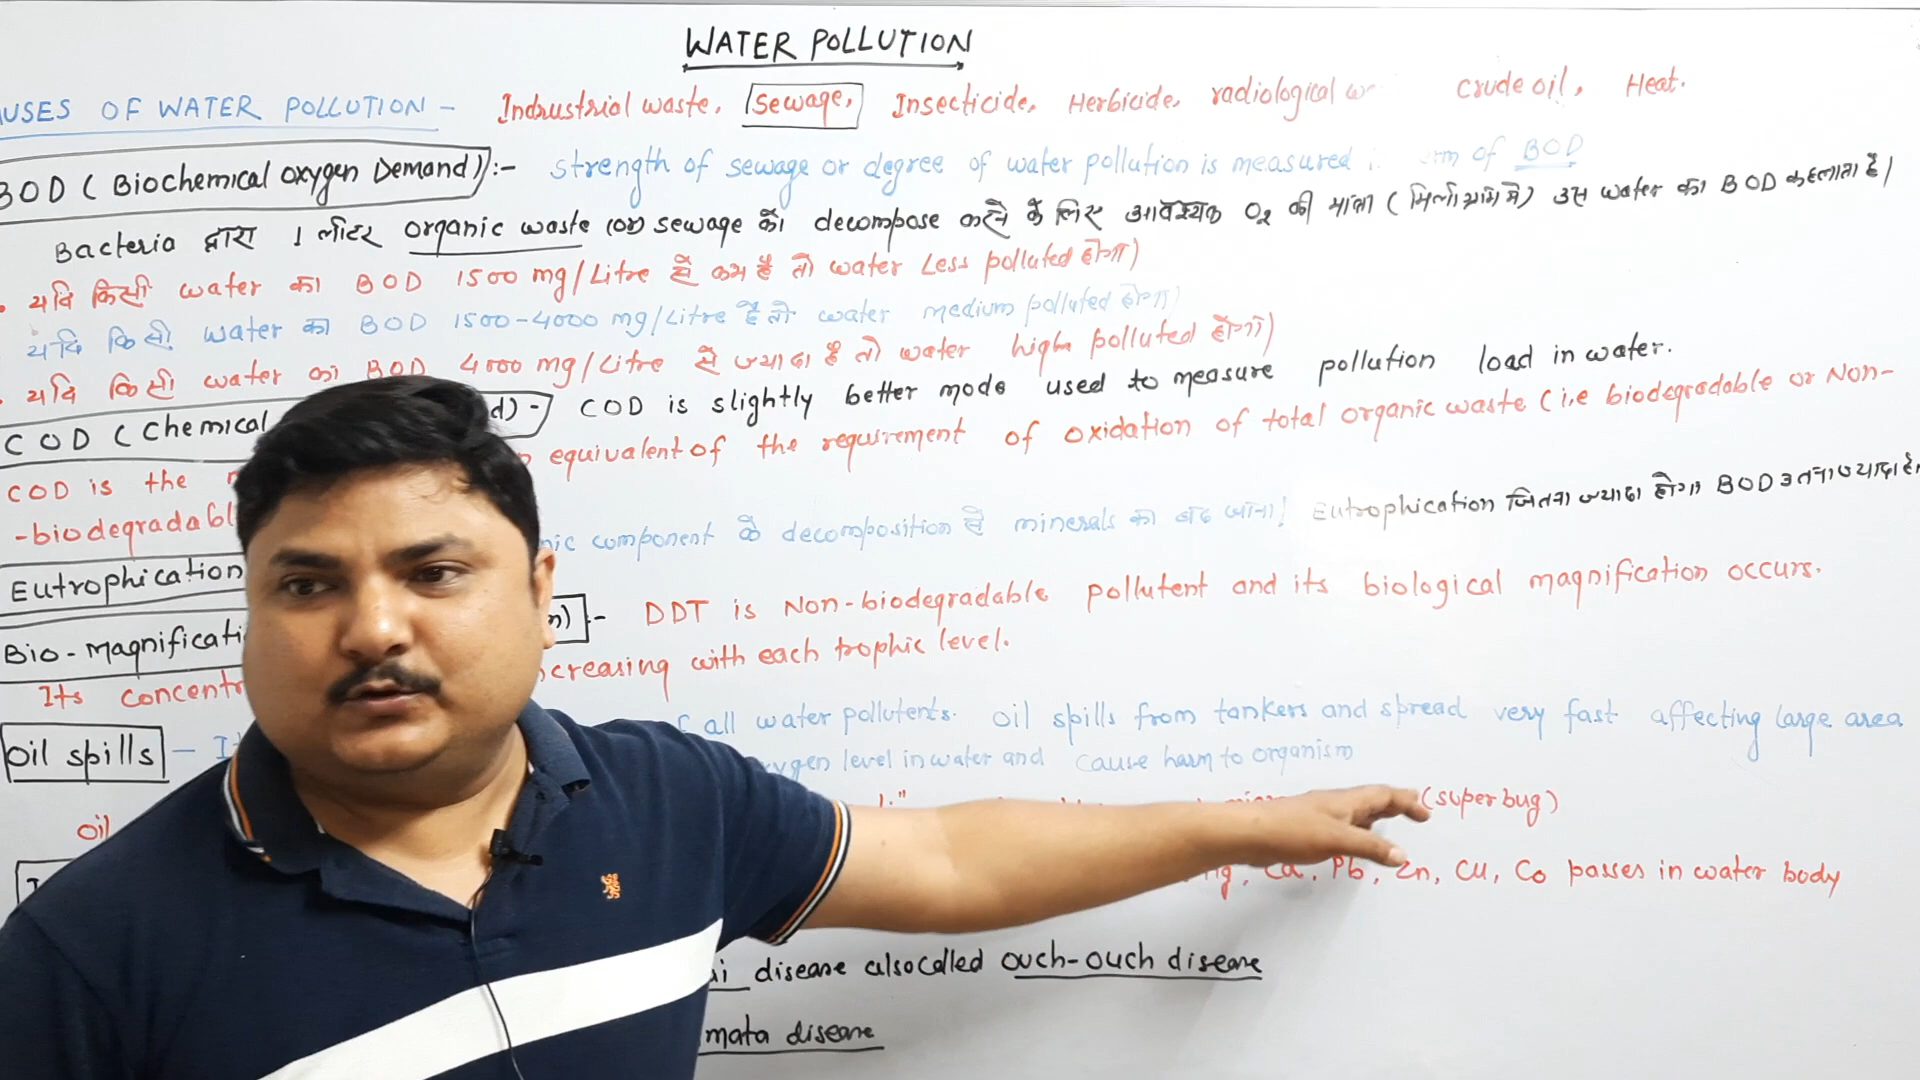 WATER POLLUTION
USES OF WATER POLLUTION - Indrustrial waste, Sewage, Insecticide, Herbicide, radiological crude oil, Heat.
BOD (Biochemical oxygen Demand) :- strength of sewage or degree of water pollution is measured of BOD
Bacteria द्वारा 1 लीटर organic waste (or) sewage को decompose करने के लिए आवश्यक O2 की मात्रा (मिलीग्राम में) उस water का BOD कहलाता है।
. यदि किसी water का BOD 1500 mg/Litre से कम है तो water Less polluted होगा)
यदि किसी water का BOD 1500-4000 mg/Litre है तो water medium polluted होगा)
. यदि किसी water का BOD 4000 mg/Litre से ज्यादा है तो water high polluted होगा)
COD (Chemical d) - COD is slightly better mode used to measure pollution load in water.
COD is the equivalent of the requirement of oxidation of total organic waste (i.e biodegradable or Non-
-biodegradabl
Eutrophication nic component के decomposition से minerals का बढ़ जाना! Eutrophication जितना ज्यादा होगा BOD उतना ज्यादा है
Bio-magnificati n) :- DDT is Non-biodegradable pollutent and its biological magnification occurs.
Its concentr creasing with each trophic level.
oil spills - all water pollutents. oil spills from tankers and spread very fast affecting large area
ygen level in water and cause harm to organism
oil (superbug)
Pb, Zn, Cu, Co passes in water body
disease also called ouch-ouch disease
mata disease